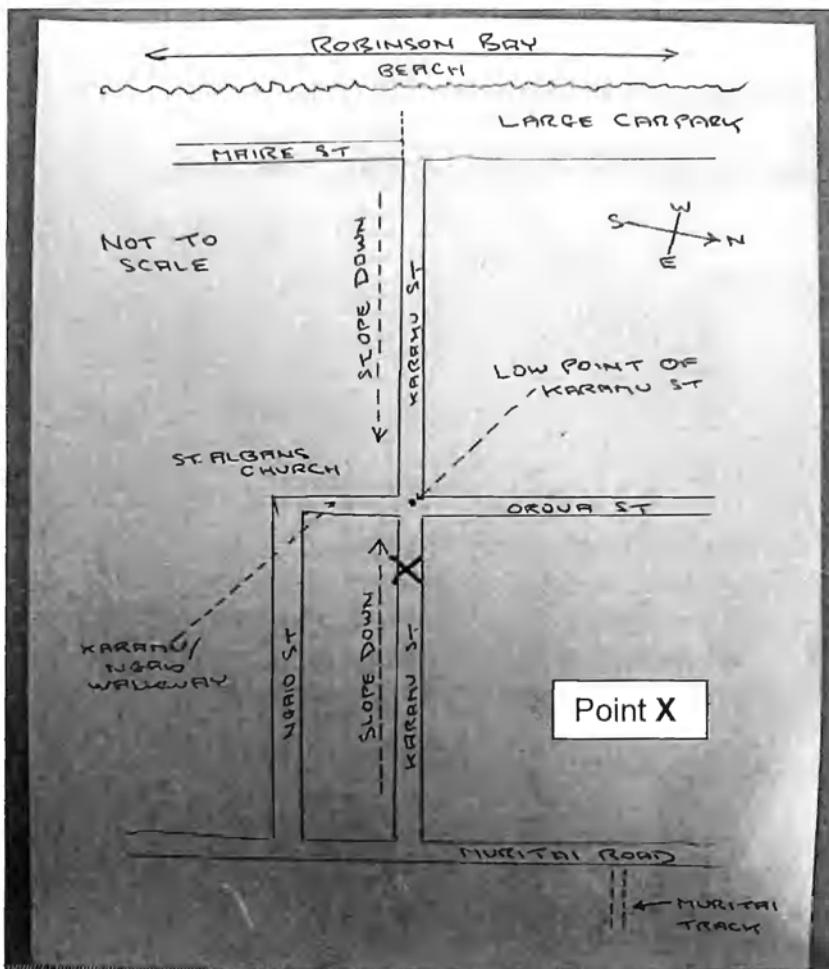 ROBINSON BAY
BEACH
LARGE CARPARK
MAIRE ST
S W N E
NOT TO
SCALE
SLOPE DOWN
KARAMU ST
LOW POINT OF
KARAMU ST
ST. ALBANS
CHURCH
OROUA ST
X
KARAMU/
NGAIO
WALKWAY
NGAIO ST
SLOPE DOWN
KARAMU ST
Point X
MURITAI ROAD
MURITAI
TRACK